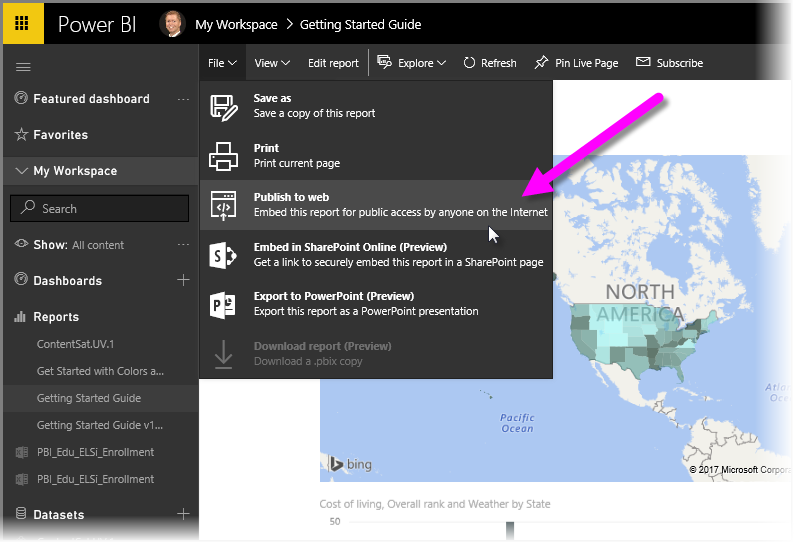 Power BI
My Workspace > Getting Started Guide
File
View
Edit report
Explore
Refresh
Pin Live Page
Subscribe
Featured dashboard ...
Favorites
My Workspace
Search
Show: All content ...
Dashboards +
Reports
ContentSat.UV.1
Get Started with Colors a...
Getting Started Guide
Getting Started Guide v1...
PBI_Edu_ELSi_Enrollment
PBI_Edu_ELSi_Enrollment
Datasets +
Save as
Save a copy of this report
Print
Print current page
Publish to web
Embed this report for public access by anyone on the Internet
S
Embed in SharePoint Online (Preview)
Get a link to securely embed this report in a SharePoint page
P
Export to PowerPoint (Preview)
Export this report as a PowerPoint presentation
Download report (Preview)
Download a .pbix copy
NORTH
AMERICA
Pacific
Ocean
Atla
Oc
bing
© 2017 Microsoft Corpora
Cost of living, Overall rank and Weather by State
50